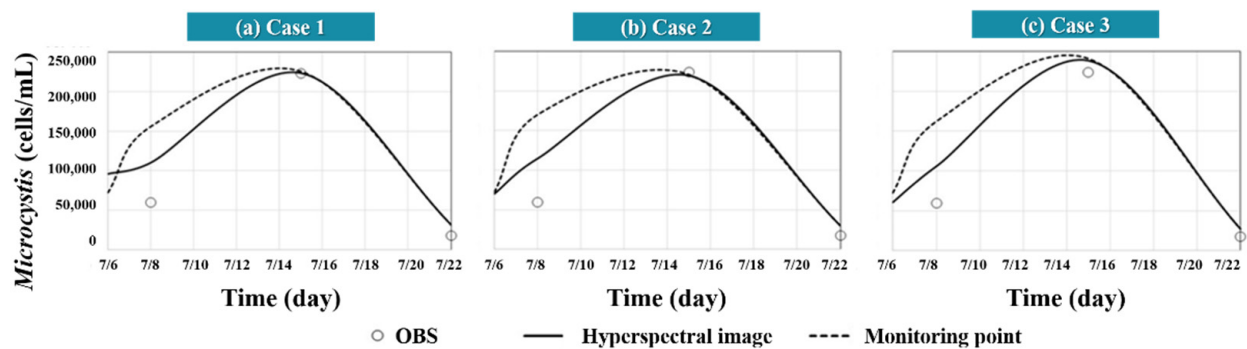 (a) Case 1
(b) Case 2
(c) Case 3
Microcystis (cells/mL)
250,000
200,000
150,000
100,000
50,000
0
7/6 7/8 7/10 7/12 7/14 7/16 7/18 7/20 7/22
7/6 7/8 7/10 7/12 7/14 7/16 7/18 7/20 7/22
7/6 7/8 7/10 7/12 7/14 7/16 7/18 7/20 7/22
Time (day)
Time (day)
Time (day)
OBS
Hyperspectral image
Monitoring point